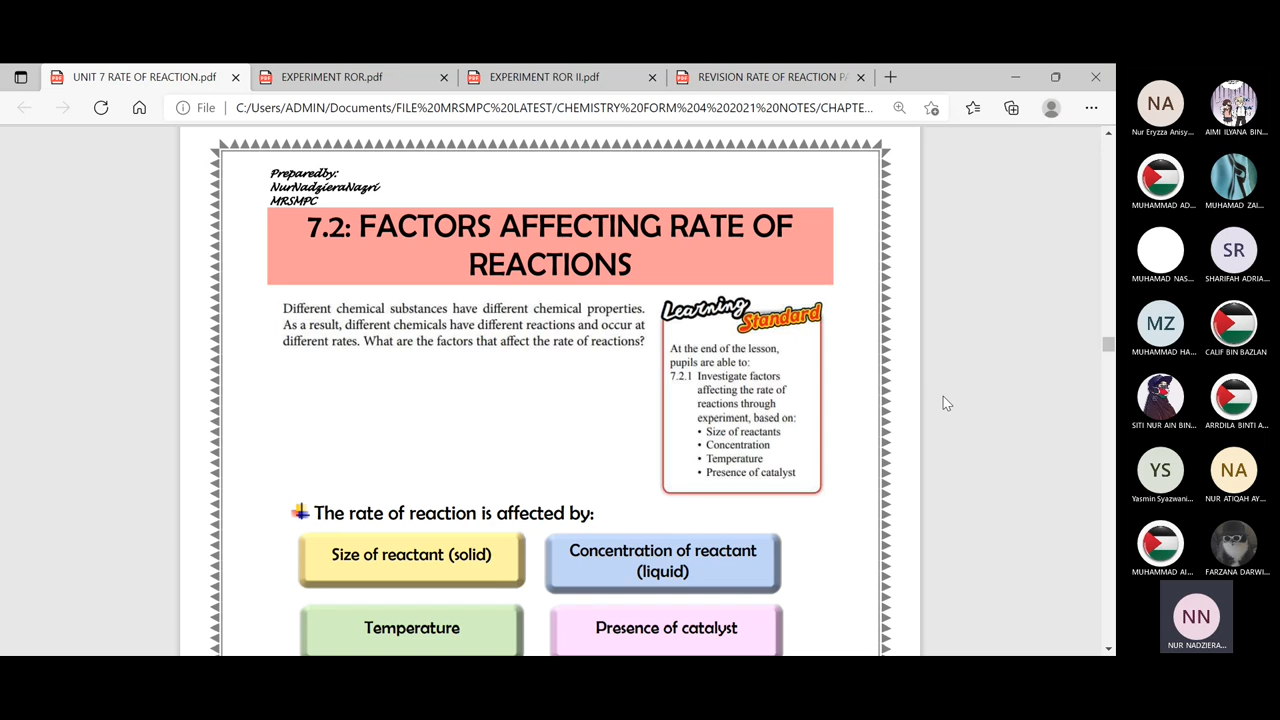 UNIT 7 RATE OF REACTION.pdf
EXPERIMENT ROR.pdf
EXPERIMENT ROR II.pdf
REVISION RATE OF REACTION PA
File
C:/Users/ADMIN/Documents/FILE%20MRSMPC%20LATEST/CHEMISTRY%20FORM%204%202021%20NOTES/CHAPTE...
Preparedby:
NurNadzieraNazri
MRSMPC
7.2: FACTORS AFFECTING RATE OF
REACTIONS
Different chemical substances have different chemical properties.
As a result, different chemicals have different reactions and occur at
different rates. What are the factors that affect the rate of reactions?
Learning
Standard
At the end of the lesson,
pupils are able to:
7.2.1 Investigate factors
affecting the rate of
reactions through
experiment, based on:
• Size of reactants
• Concentration
• Temperature
• Presence of catalyst
The rate of reaction is affected by:
Size of reactant (solid)
Concentration of reactant
(liquid)
Temperature
Presence of catalyst
NA
Nur Eryzza Anisy...
AIMI ILYANA BIN...
MUHAMMAD AD...
MUHAMAD ZAI...
MUHAMAD NAS...
SR
SHARIFAH ADRIA...
MZ
MUHAMMAD HA...
CALIF BIN BAZLAN
SITI NUR AIN BIN...
ARRDILA BINTI A...
YS
Yasmin Syazwani...
NA
NUR ATIQAH AY...
MUHAMMAD AI...
FARZANA DARWI...
NN
NUR NADZIERA...